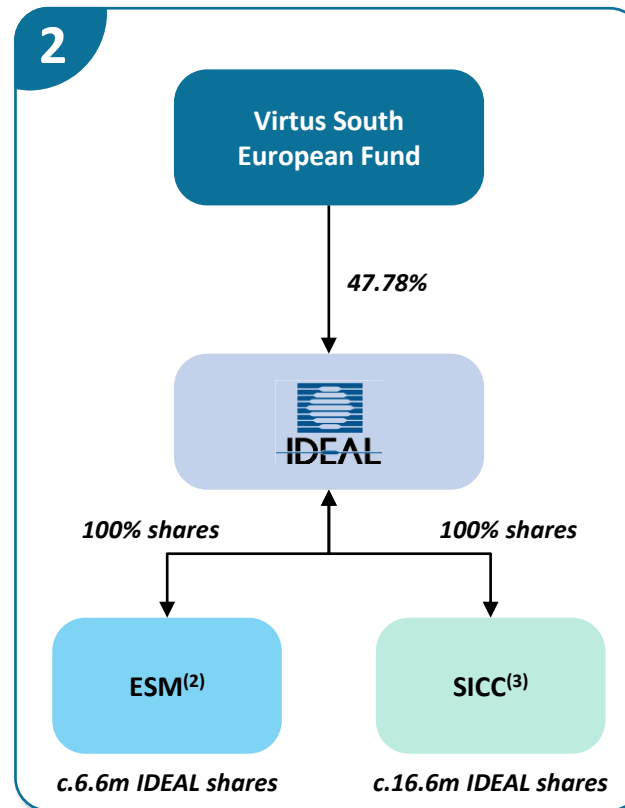 2
Virtus South
European Fund
47.78%
IDEAL
100% shares
100% shares
ESM(2)
SICC(3)
c.6.6m IDEAL shares
c.16.6m IDEAL shares